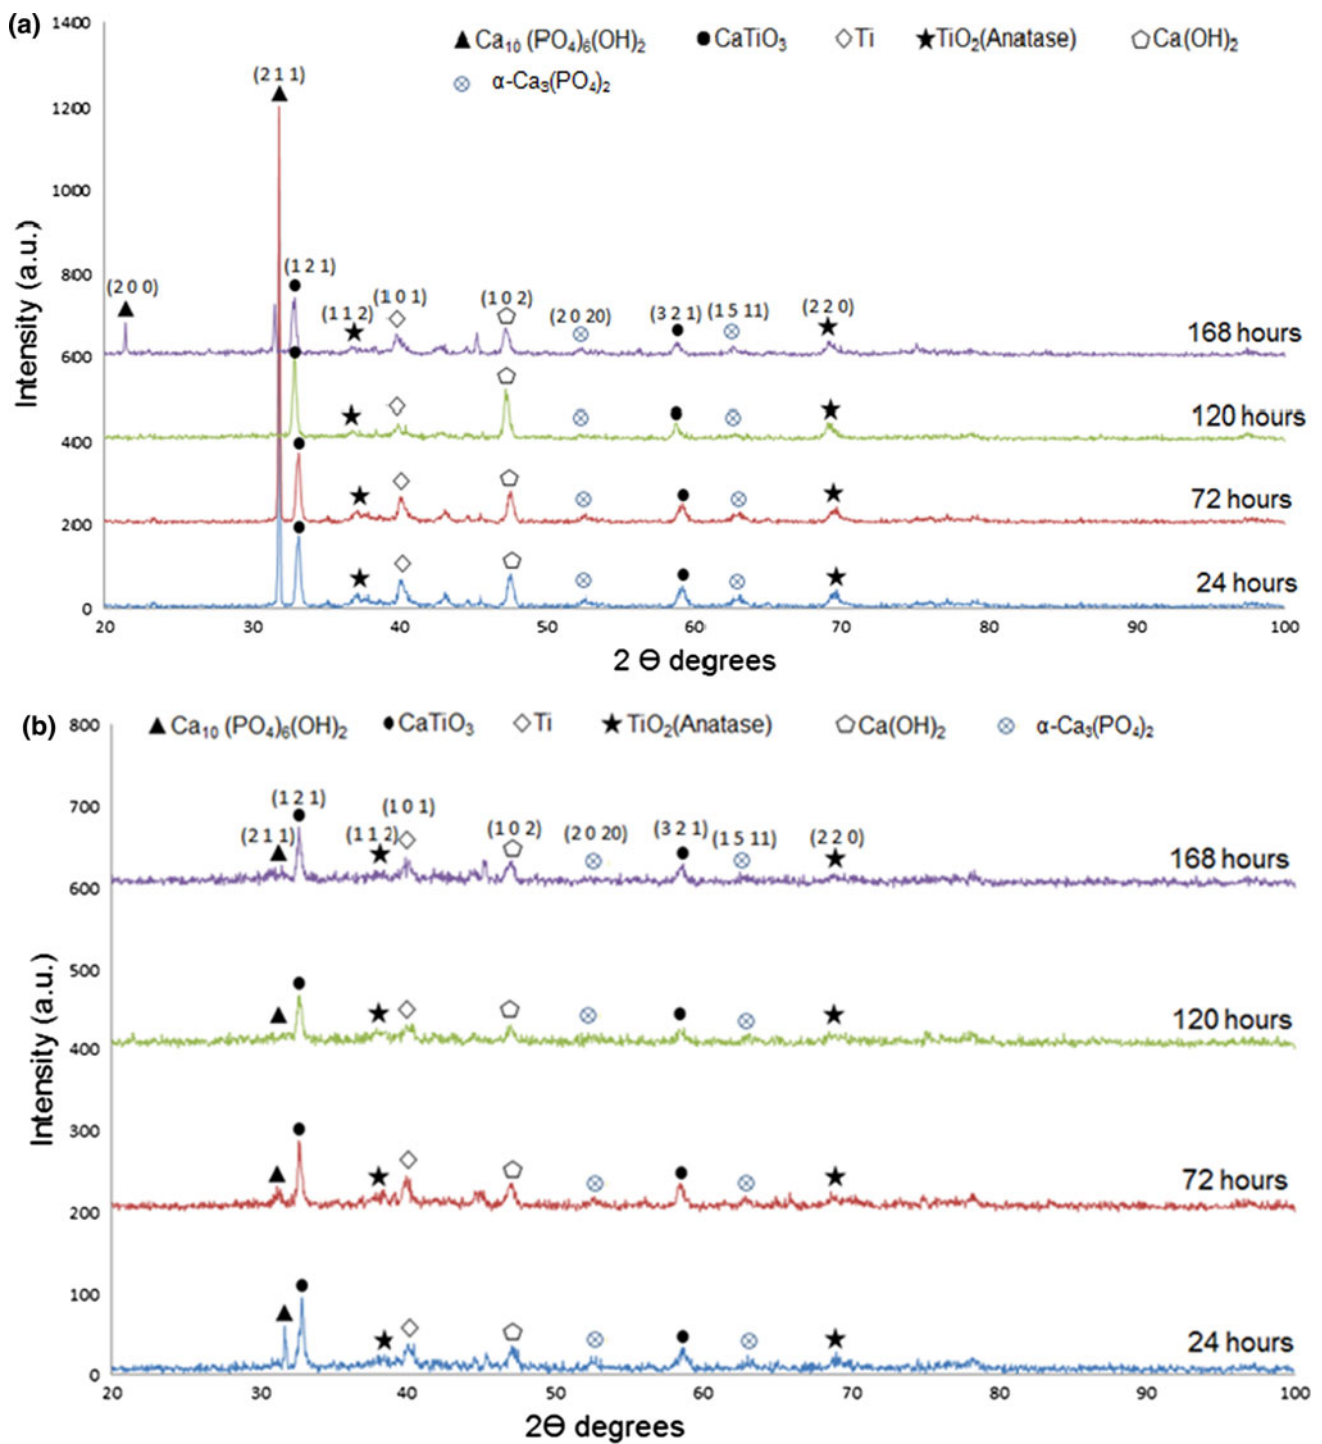 (a)
1400
▲ Ca10 (PO4)6(OH)2 ● CaTiO3 ◇ Ti ★ TiO2(Anatase) ⬠ Ca(OH)2
⊗ α-Ca3(PO4)2
(2 1 1)
1200
1000
800
(2 0 0) (1 2 1) (1 1 2) (1 0 1) (1 0 2) (2 0 20) (3 2 1) (1 5 11) (2 2 0)
168 hours
600
120 hours
400
72 hours
200
24 hours
0
Intensity (a.u.)
20 30 40 50 60 70 80 90 100
2 Ɵ degrees
(b)
800
▲ Ca10 (PO4)6(OH)2 ● CaTiO3 ◇ Ti ★ TiO2(Anatase) ⬠ Ca(OH)2 ⊗ α-Ca3(PO4)2
700
(2 1 1) (1 2 1) (1 1 2) (1 0 1) (1 0 2) (2 0 20) (3 2 1) (1 5 11) (2 2 0)
168 hours
600
500
120 hours
400
300
72 hours
200
100
24 hours
0
Intensity (a.u.)
20 30 40 50 60 70 80 90 100
2Ɵ degrees